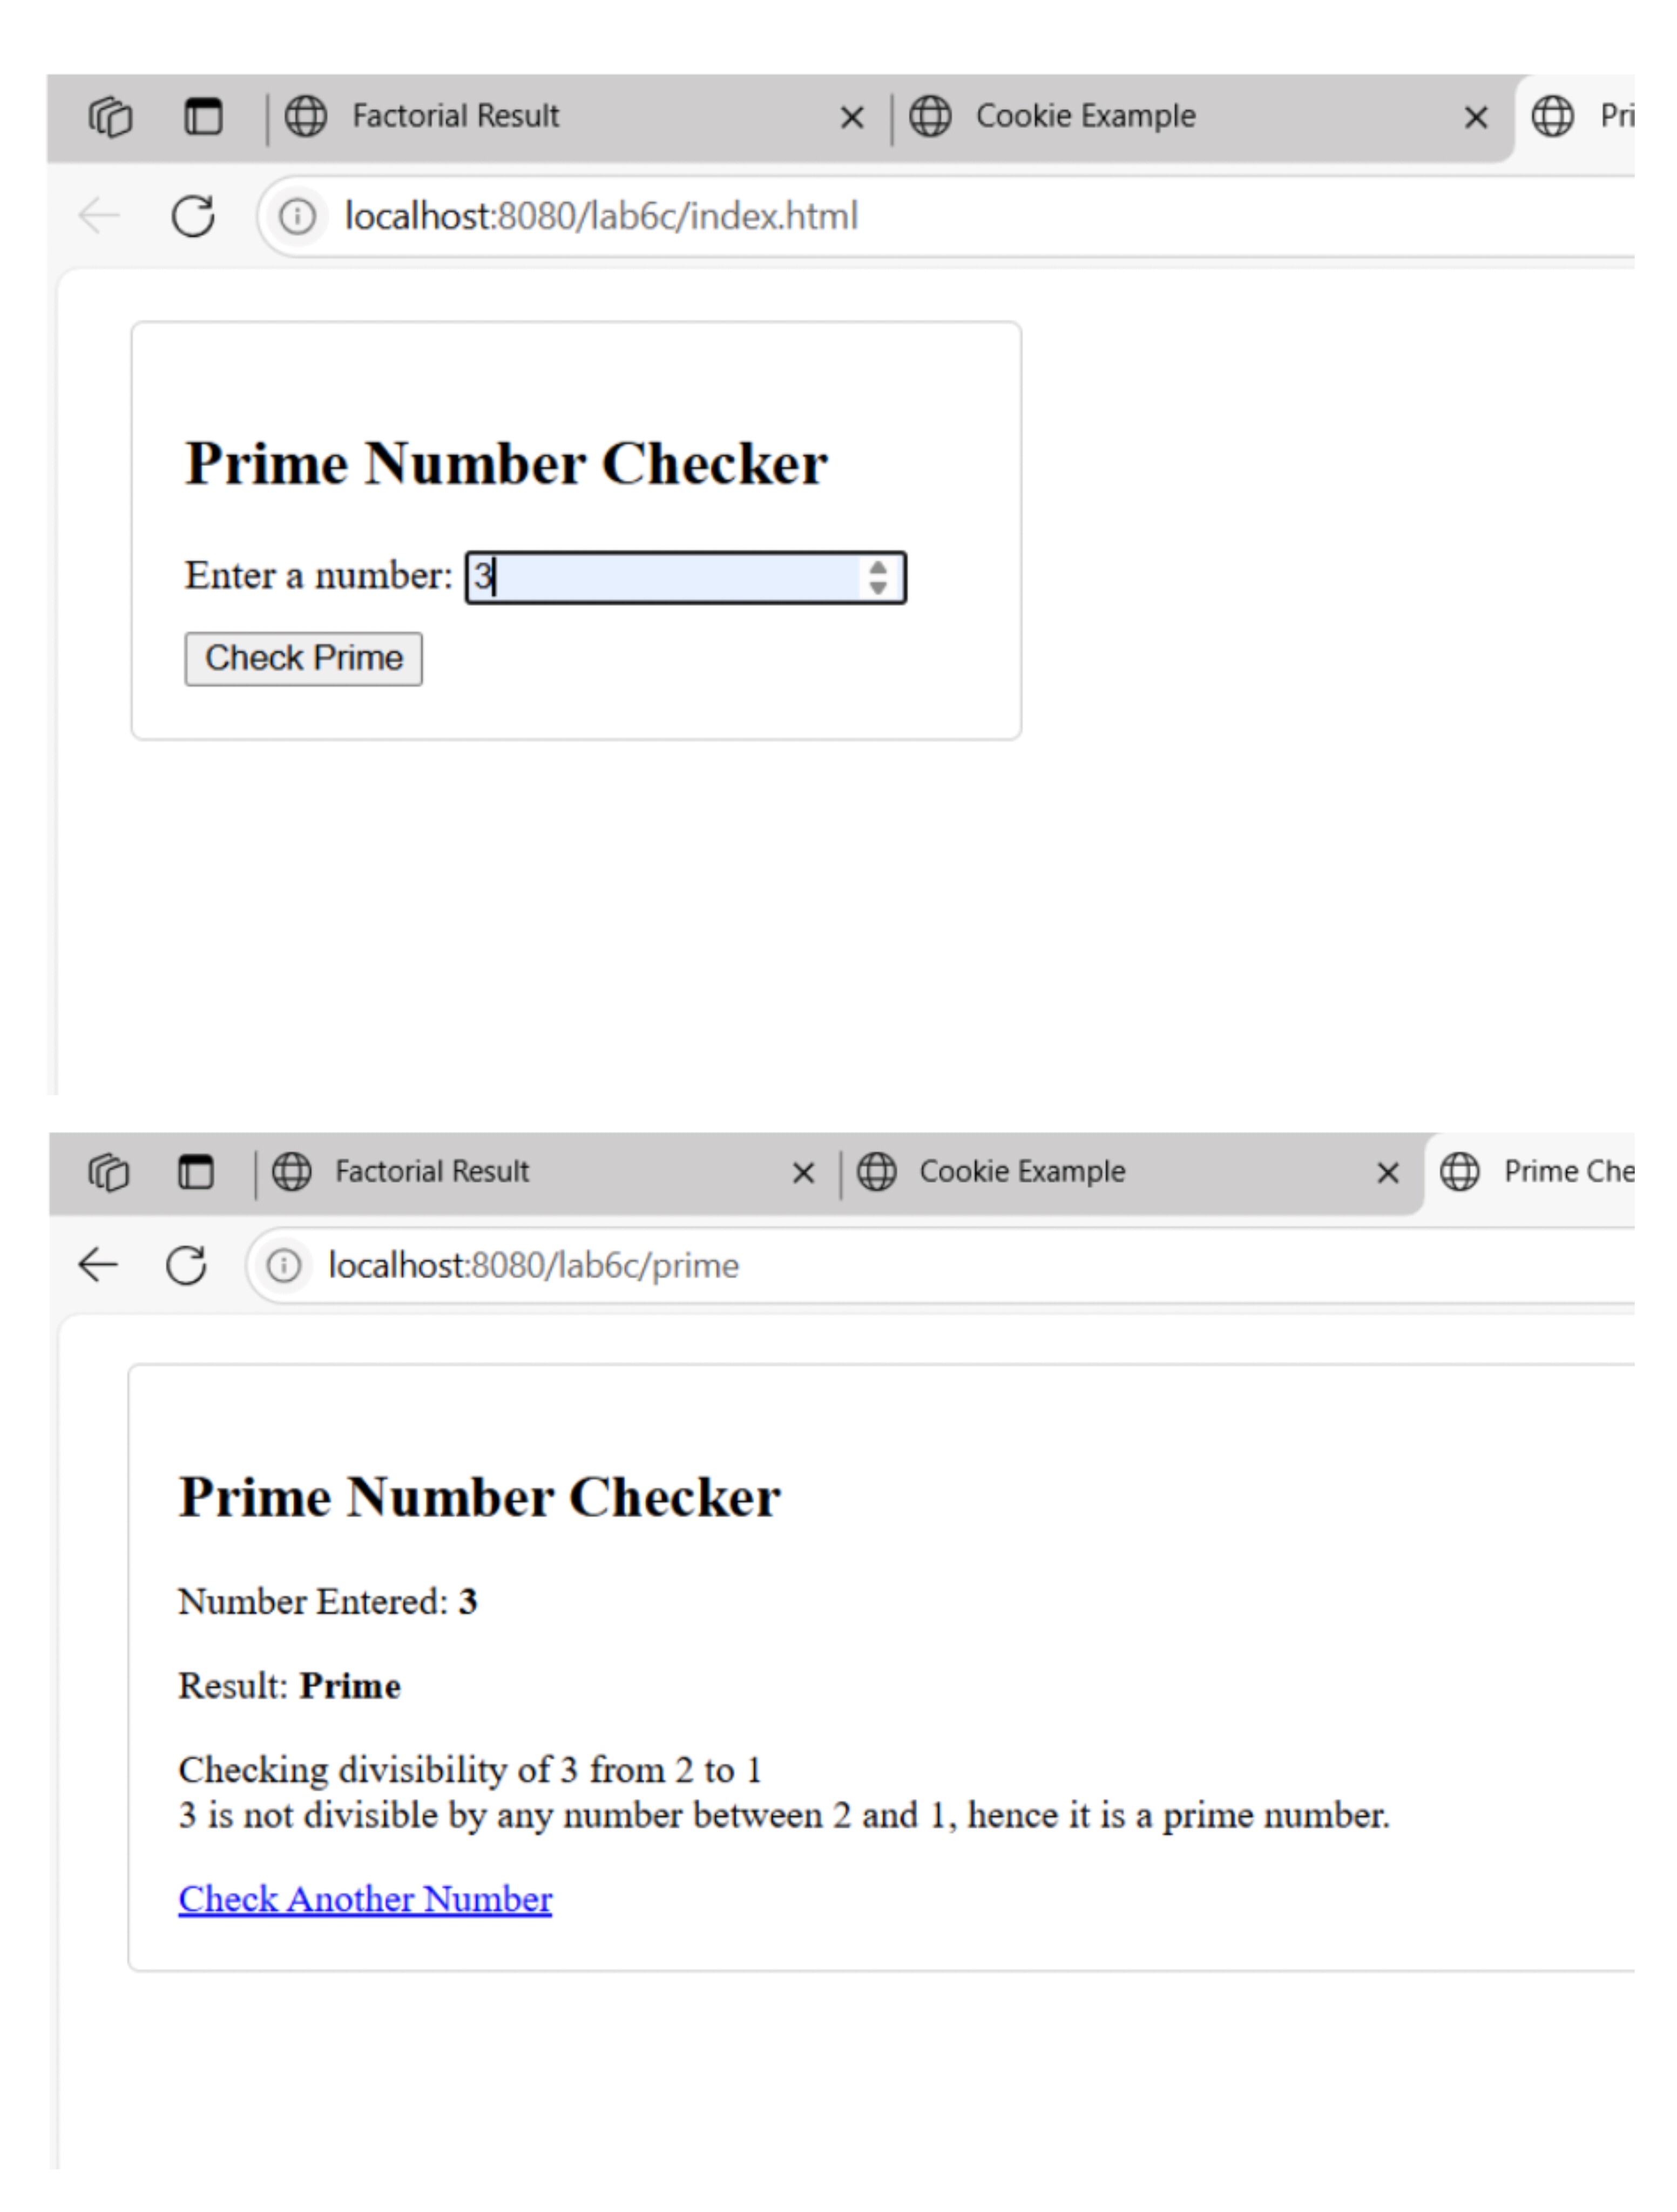 Factorial Result
Cookie Example
Pri
localhost:8080/lab6c/index.html
Prime Number Checker
Enter a number: 3
Check Prime
Factorial Result
Cookie Example
Prime Che
localhost:8080/lab6c/prime
Prime Number Checker
Number Entered: 3
Result: Prime
Checking divisibility of 3 from 2 to 1
3 is not divisible by any number between 2 and 1, hence it is a prime number.
Check Another Number